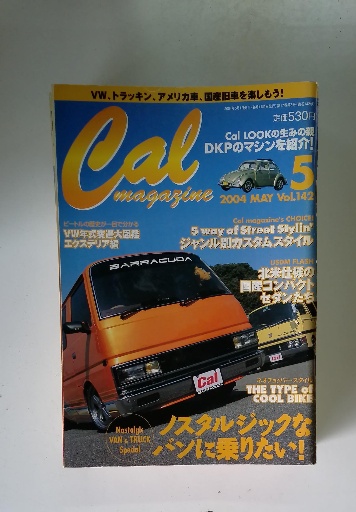 VW、トラッキン、アメリカ車、国産旧車を楽しもう!
定価530円
Cal
magazine
Cal LOOKの生みの親
DKPのマシンを紹介!
5
2004 MAY Vol.142
VW年式変遷大図鑑
エクステリア編
Cal magazine's CHOICE!
5 way of Street Stylin'
ジャンル別カスタムスタイル
USDM FLASH
北米仕様の
国産コンパクト
セダンたち
BARRACUDA
Cal
THE TYPE of
COOL BIKE
Nostalgic
VAN & TRUCK
Special
ノスタルジックな
バンに乗りたい!